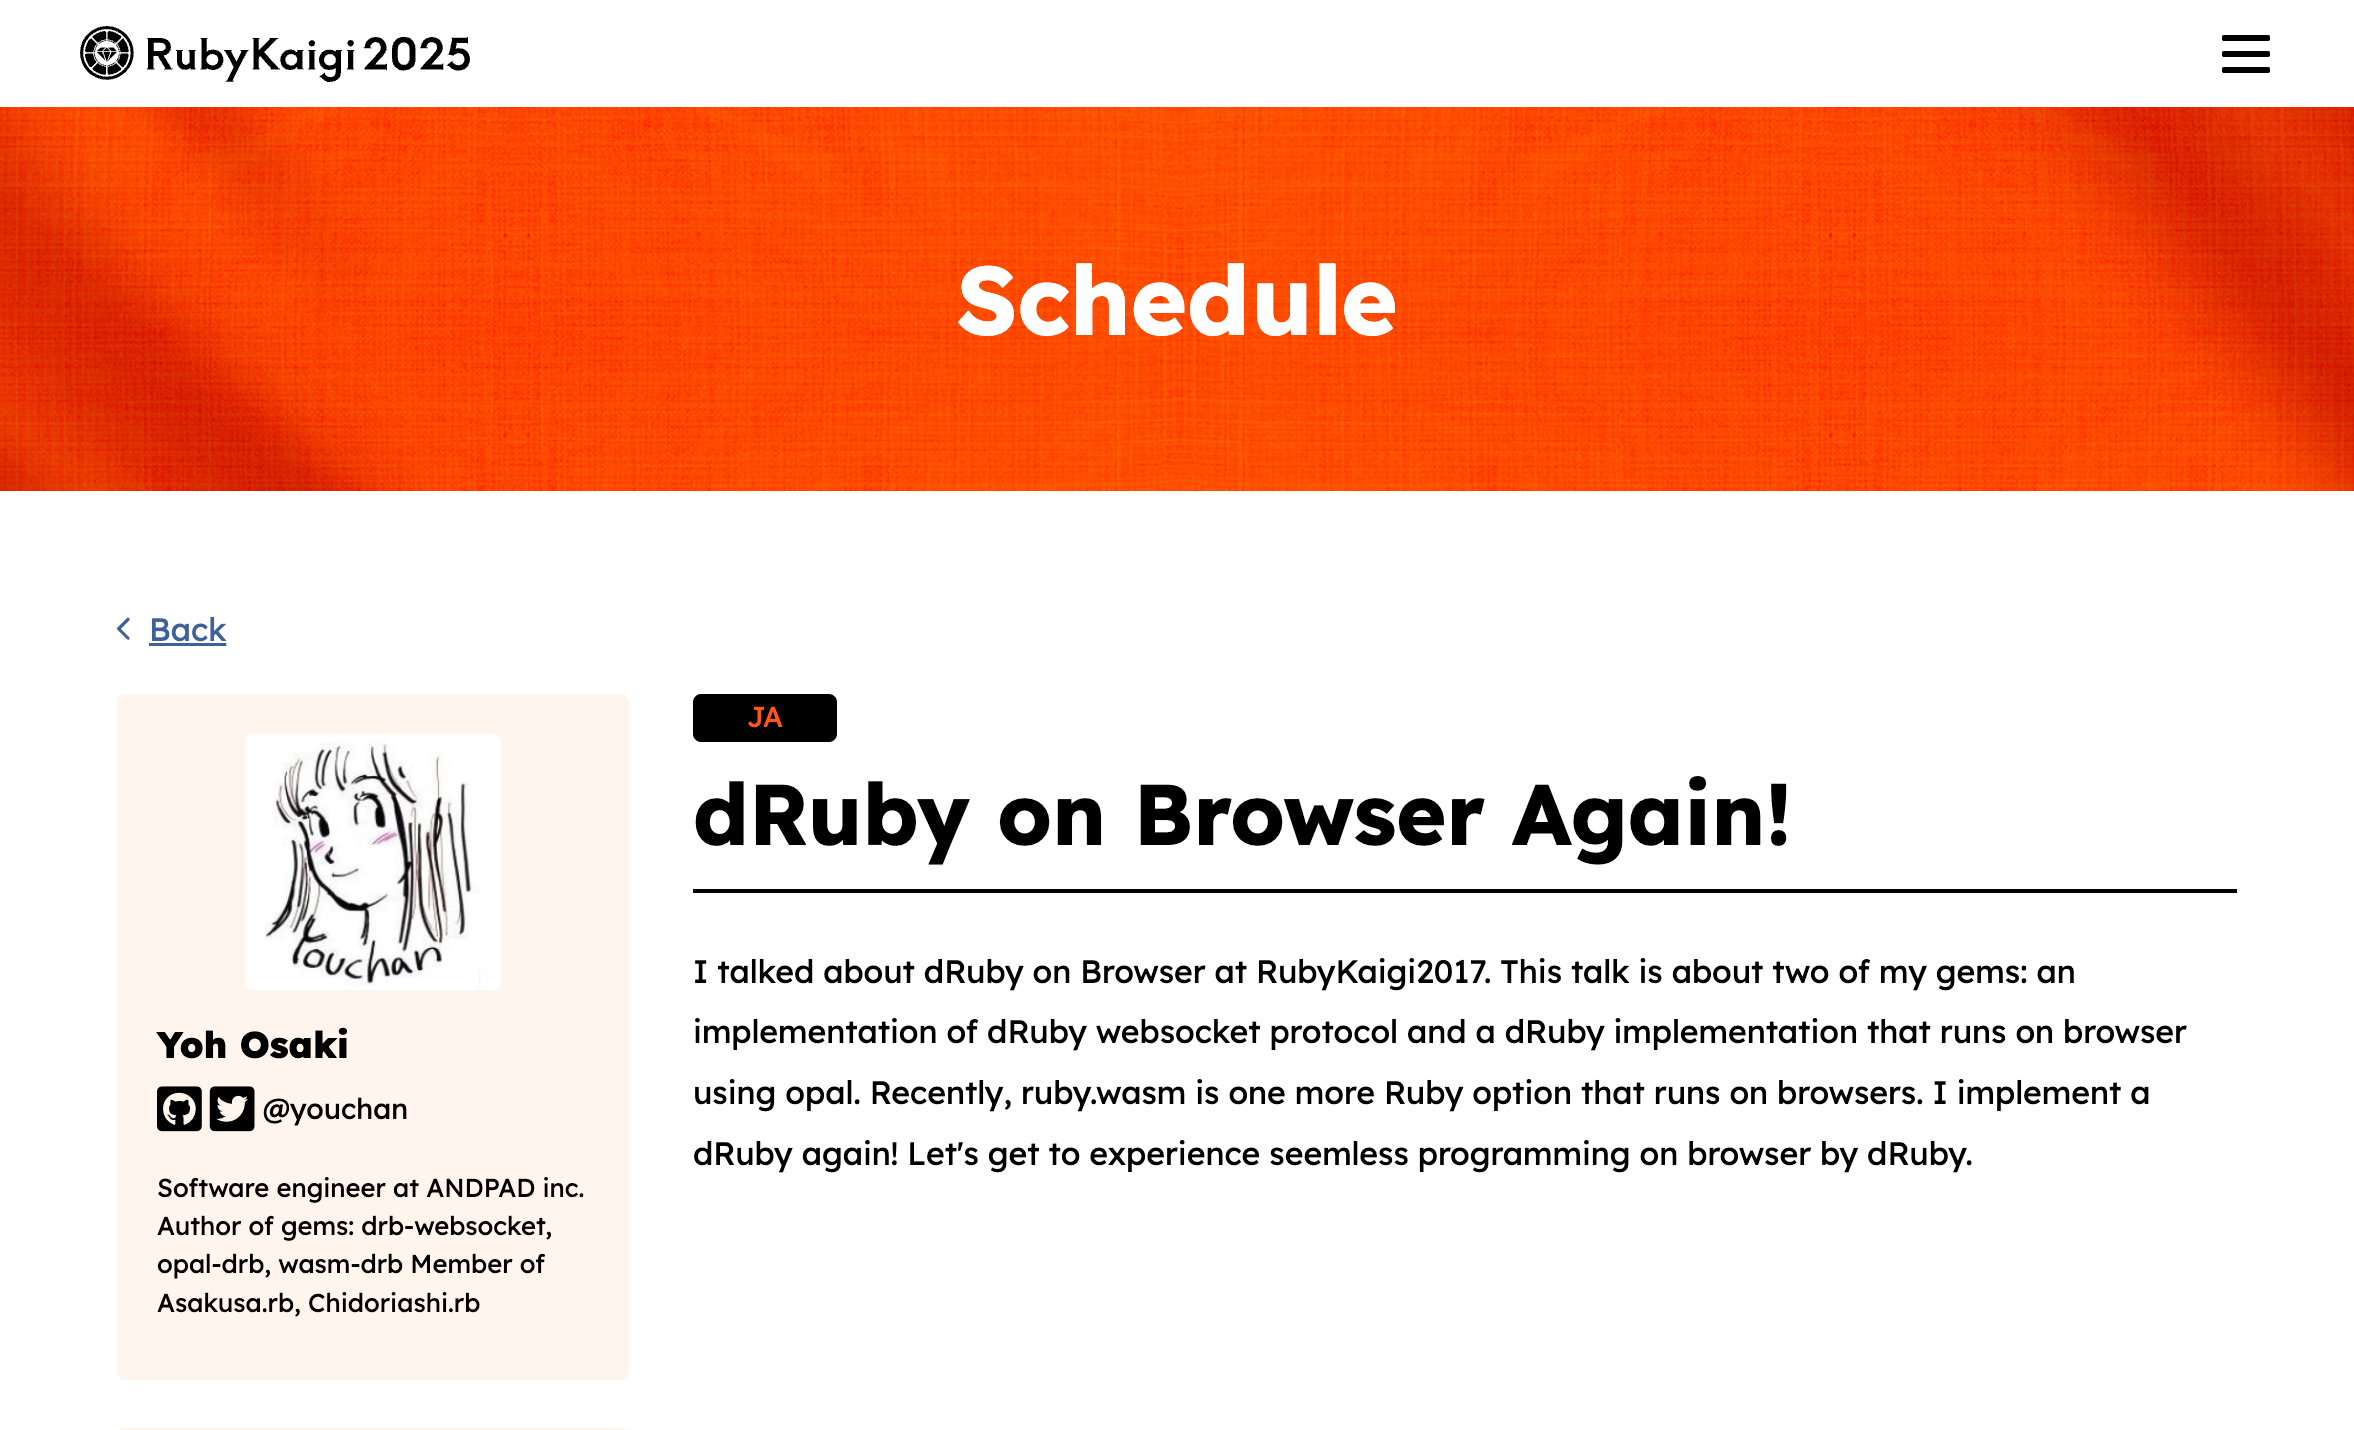 RubyKaigi 2025
Schedule
Back
Youchan
Yoh Osaki
@youchan
Software engineer at ANDPAD inc.
Author of gems: drb-websocket,
opal-drb, wasm-drb Member of
Asakusa.rb, Chidoriashi.rb
JA
dRuby on Browser Again!
I talked about dRuby on Browser at RubyKaigi2017. This talk is about two of my gems: an
implementation of dRuby websocket protocol and a dRuby implementation that runs on browser
using opal. Recently, ruby.wasm is one more Ruby option that runs on browsers. I implement a
dRuby again! Let's get to experience seemless programming on browser by dRuby.